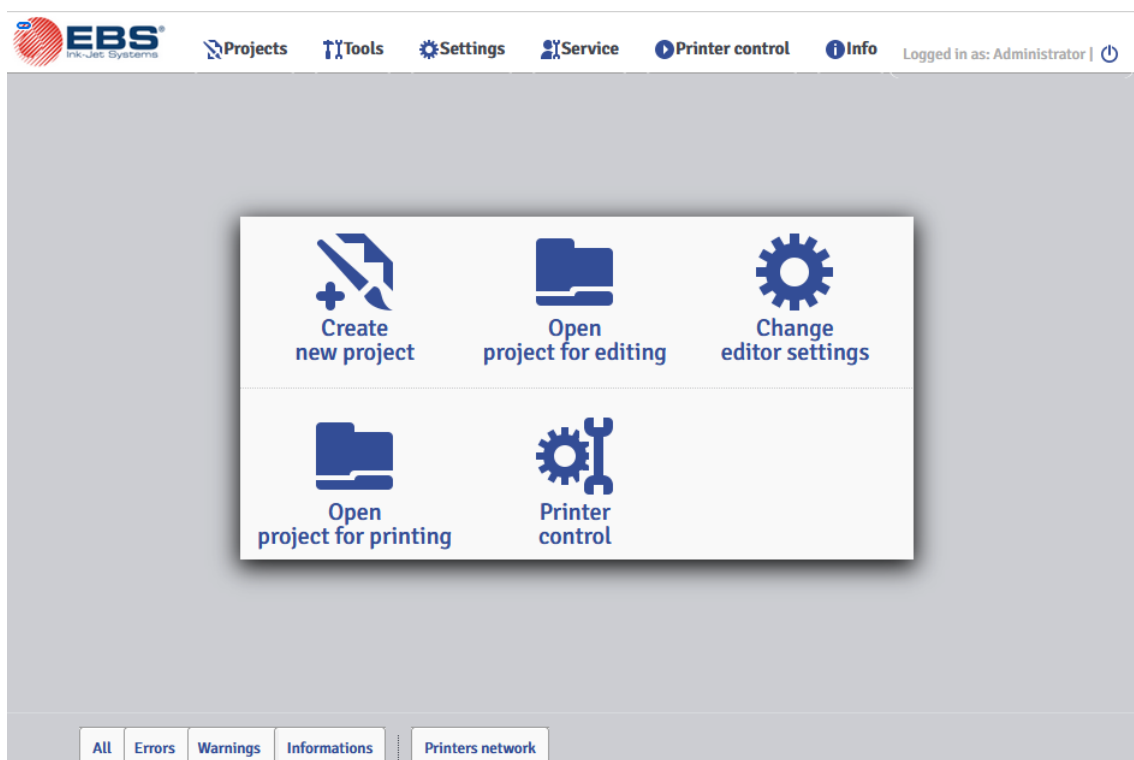 EBS®
Ink-Jet Systems
Projects
Tools
Settings
Service
Printer control
Info
Logged in as: Administrator |
Create
new project
Open
project for editing
Change
editor settings
Open
project for printing
Printer
control
All
Errors
Warnings
Informations
Printers network